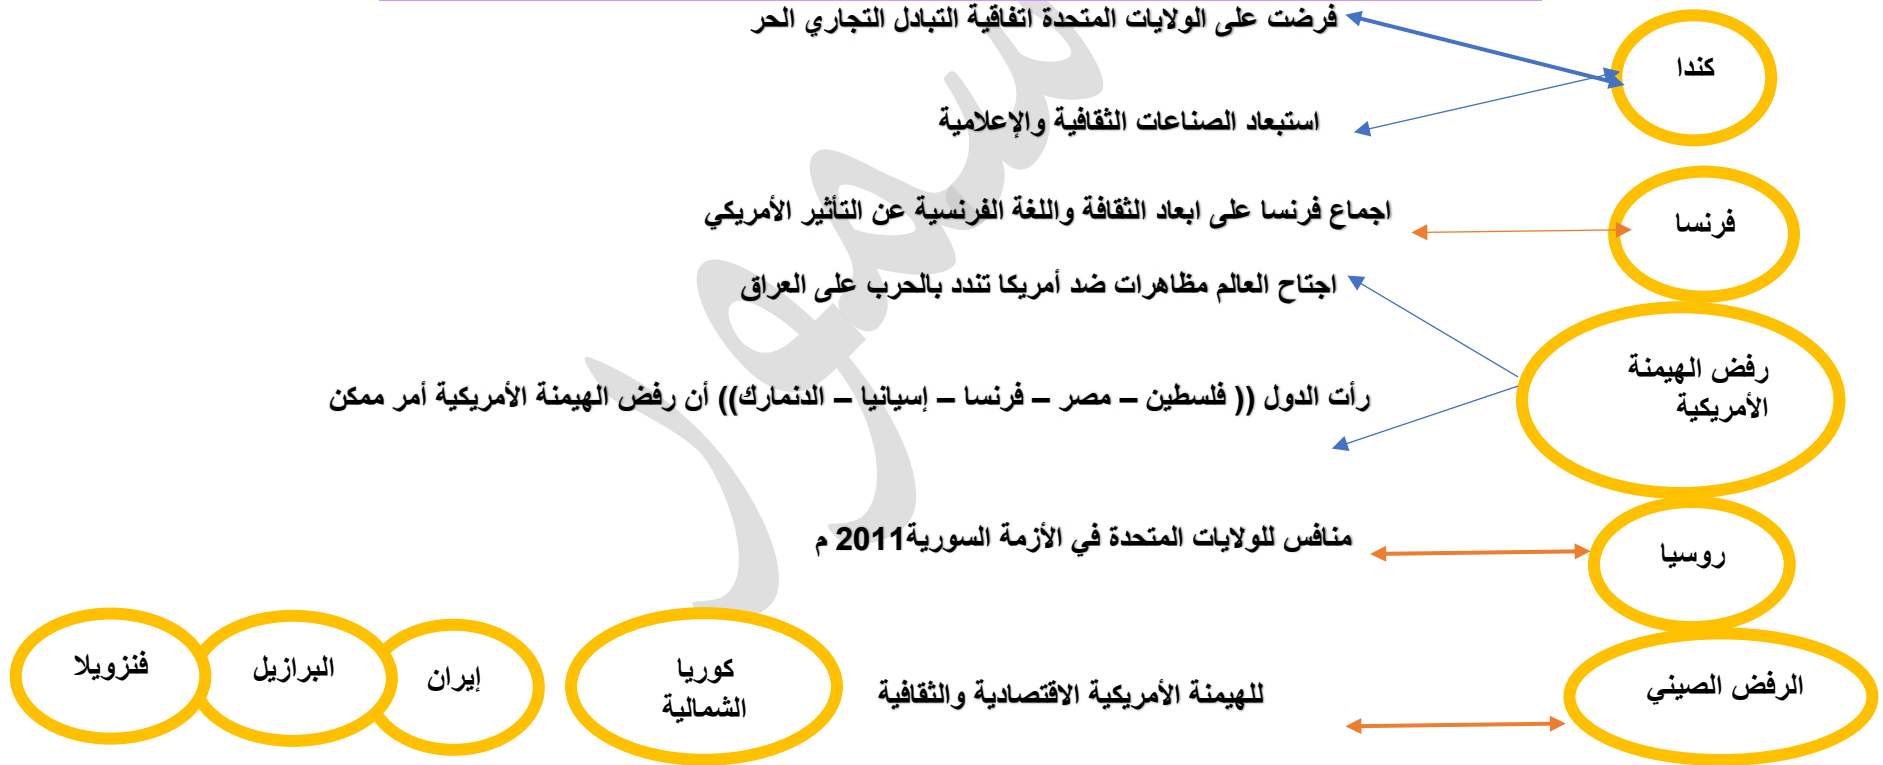 فرضت على الولايات المتحدة اتفاقية التبادل التجاري الحر
كندا
استبعاد الصناعات الثقافية والإعلامية
فرنسا
اجماع فرنسا على ابعاد الثقافة واللغة الفرنسية عن التأثير الأمريكي
اجتاح العالم مظاهرات ضد أمريكا تندد بالحرب على العراق
رفض الهيمنة
الأمريكية
رأت الدول (( فلسطين – مصر – فرنسا – إسيانيا – الدنمارك)) أن رفض الهيمنة الأمريكية أمر ممكن
روسيا
منافس للولايات المتحدة في الأزمة السورية2011 م
الرفض الصيني
للهيمنة الأمريكية الاقتصادية والثقافية
كوريا
الشمالية
إيران
البرازيل
فنزويلا